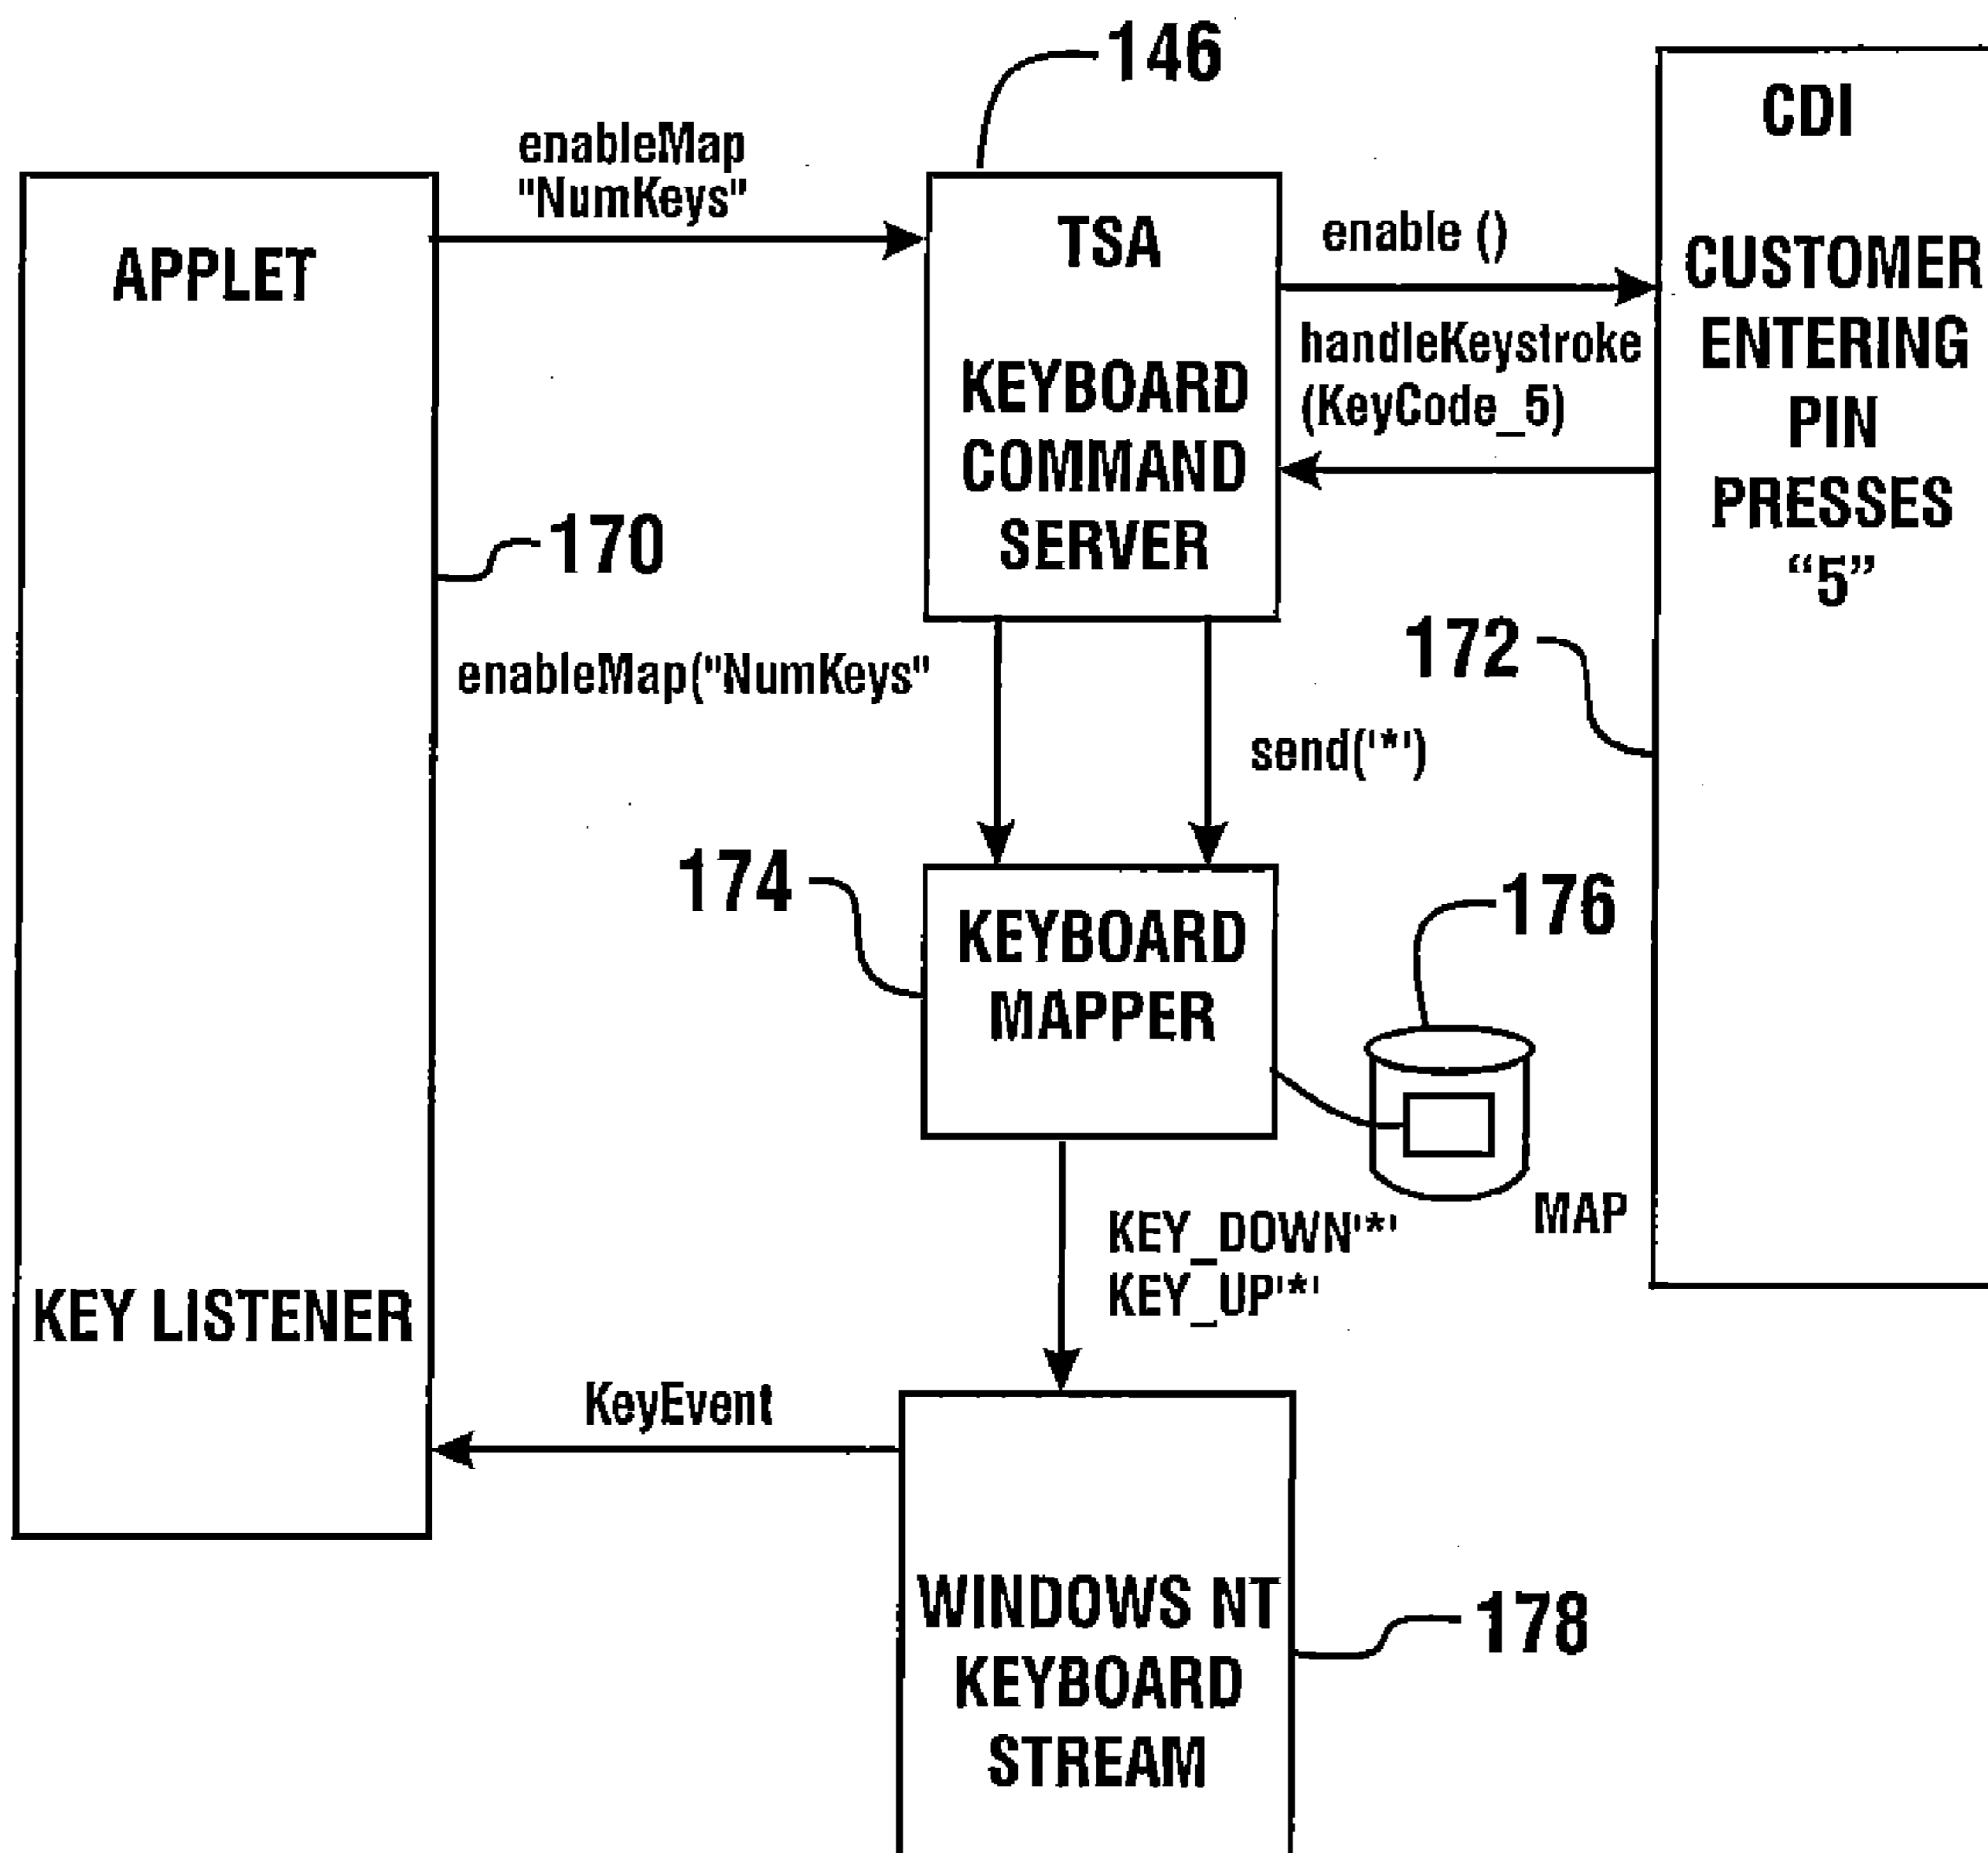 146
CDI
enableMap
"NumKeys"
APPLET
TSA
enable ()
CUSTOMER
ENTERING
PIN
PRESSES
“5”
handleKeystroke
(KeyCode_5)
KEYBOARD
COMMAND
SERVER
170
172
enableMap("NumKeys"
send('*')
174
KEYBOARD
MAPPER
176
MAP
KEY_DOWN'*'
KEY_UP'*'
KEY LISTENER
KeyEvent
WINDOWS NT
KEYBOARD
STREAM
178